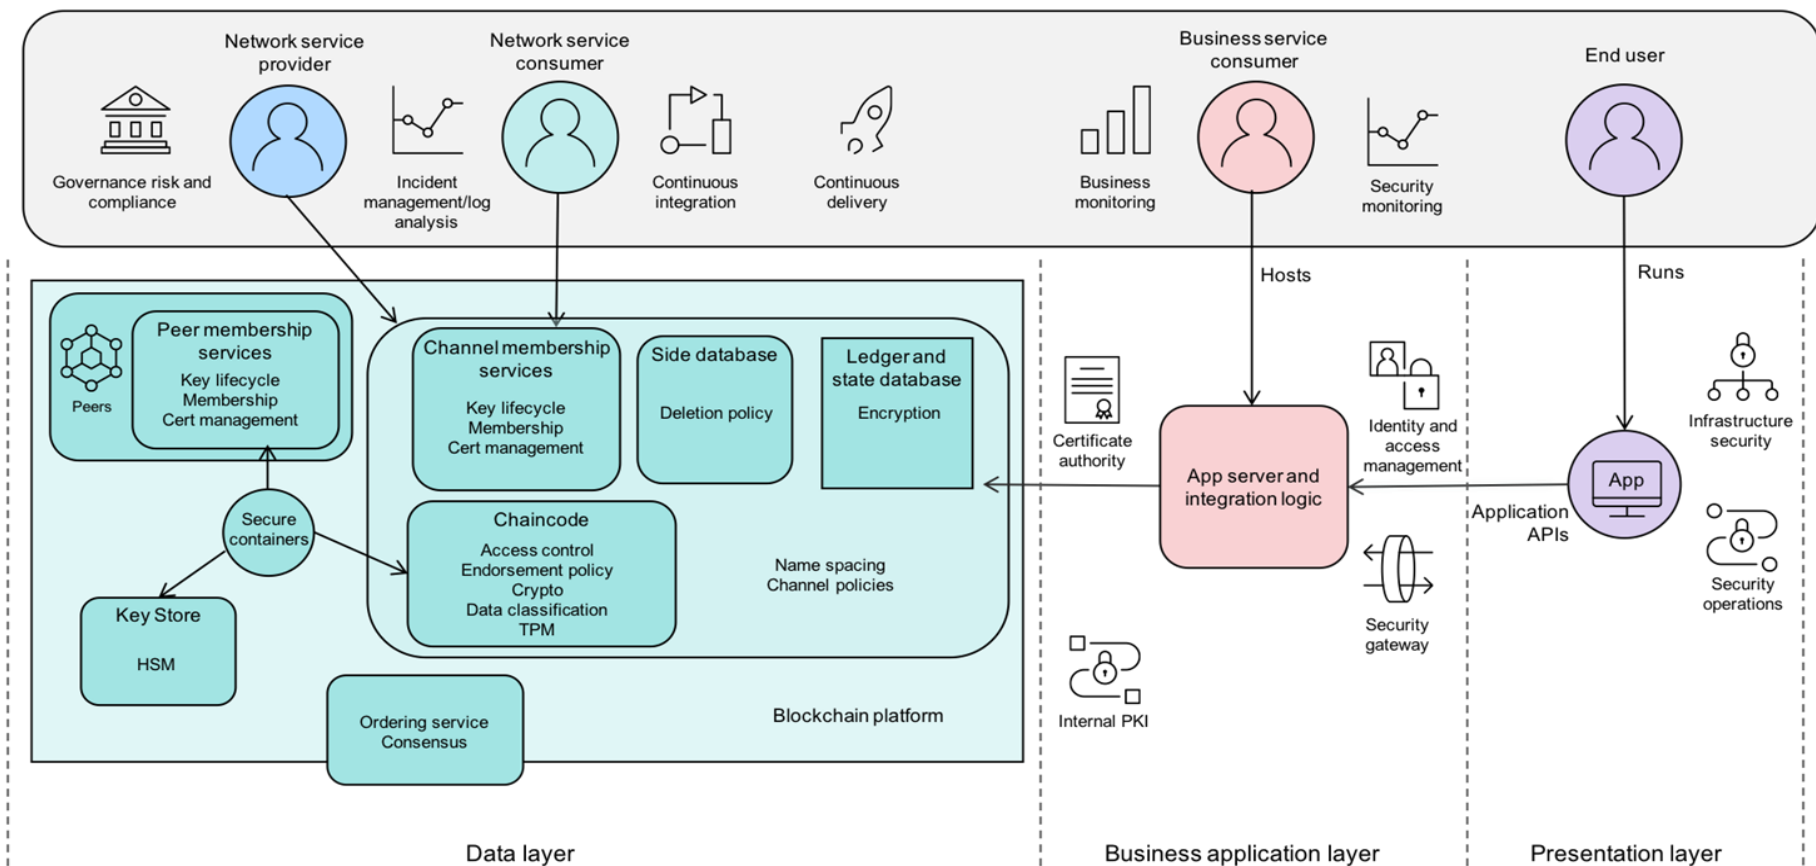 Network service
provider
Network service
consumer
Business service
consumer
End user
Governance risk and
compliance
Incident
management/log
analysis
Continuous
integration
Continuous
delivery
Business
monitoring
Security
monitoring
Hosts
Runs
Peers
Peer membership
services
Key lifecycle
Membership
Cert management
Channel membership
services
Key lifecycle
Membership
Cert management
Side database
Deletion policy
Ledger and
state database
Encryption
Secure
containers
Chaincode
Access control
Endorsement policy
Crypto
Data classification
TPM
Name spacing
Channel policies
Key Store
HSM
Ordering service
Consensus
Blockchain platform
Certificate
authority
App server and
integration logic
Identity and
access
management
Security
gateway
Internal PKI
Application
APIs
App
Infrastructure
security
Security
operations
Data layer
Business application layer
Presentation layer